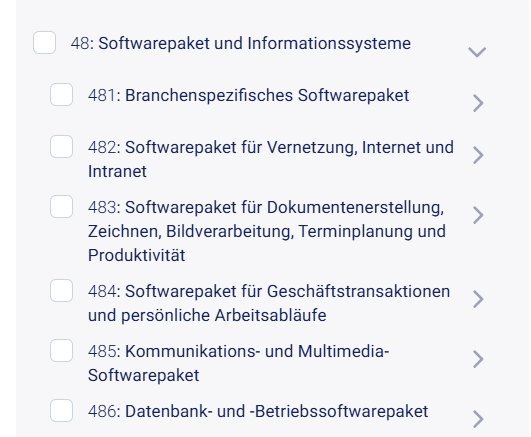 48: Softwarepaket und Informationssysteme
481: Branchenspezifisches Softwarepaket
482: Softwarepaket für Vernetzung, Internet und
Intranet
483: Softwarepaket für Dokumentenerstellung,
Zeichnen, Bildverarbeitung, Terminplanung und
Produktivität
484: Softwarepaket für Geschäftstransaktionen
und persönliche Arbeitsabläufe
485: Kommunikations- und Multimedia-
Softwarepaket
486: Datenbank- und -Betriebssoftwarepaket